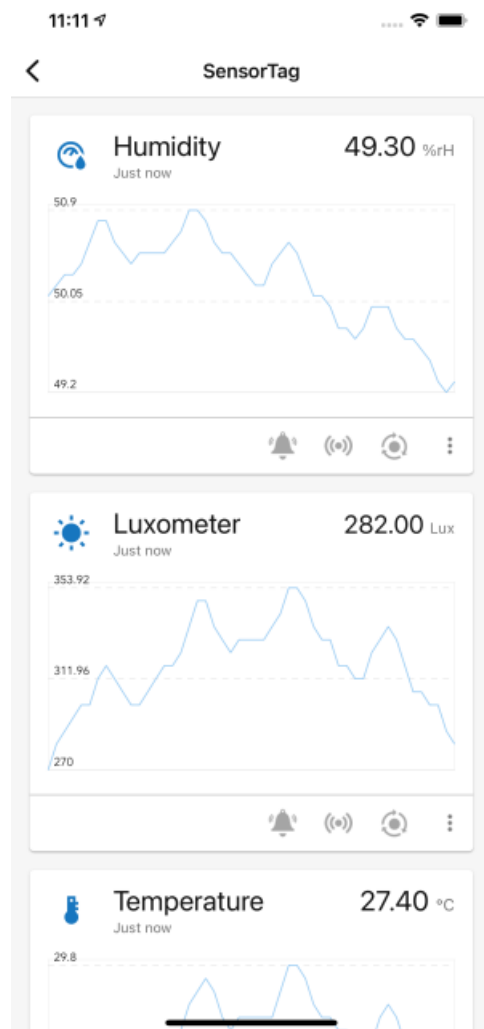 11:11
SensorTag
Humidity
49.30 %rH
Just now
50.9
50.05
49.2
Luxometer
282.00 Lux
Just now
353.92
311.96
270
Temperature
27.40 °C
Just now
29.8